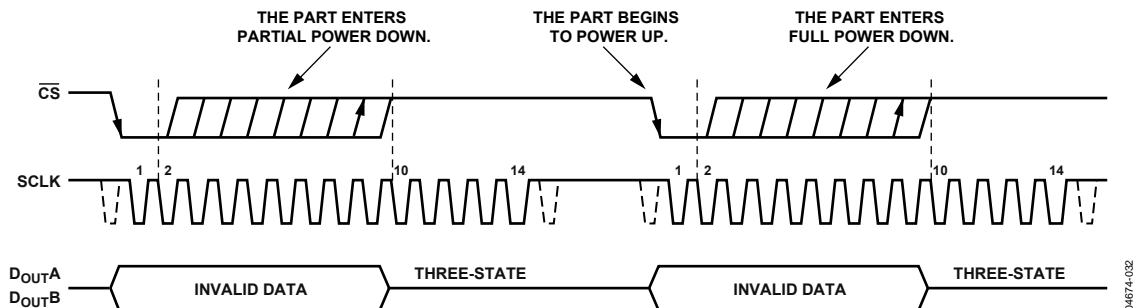 THE PART ENTERS
PARTIAL POWER DOWN.
THE PART BEGINS
TO POWER UP.
THE PART ENTERS
FULL POWER DOWN.
CS
SCLK
1
2
10
14
1
2
10
14
DOUTA
DOUTB
INVALID DATA
THREE-STATE
INVALID DATA
THREE-STATE
04674-032